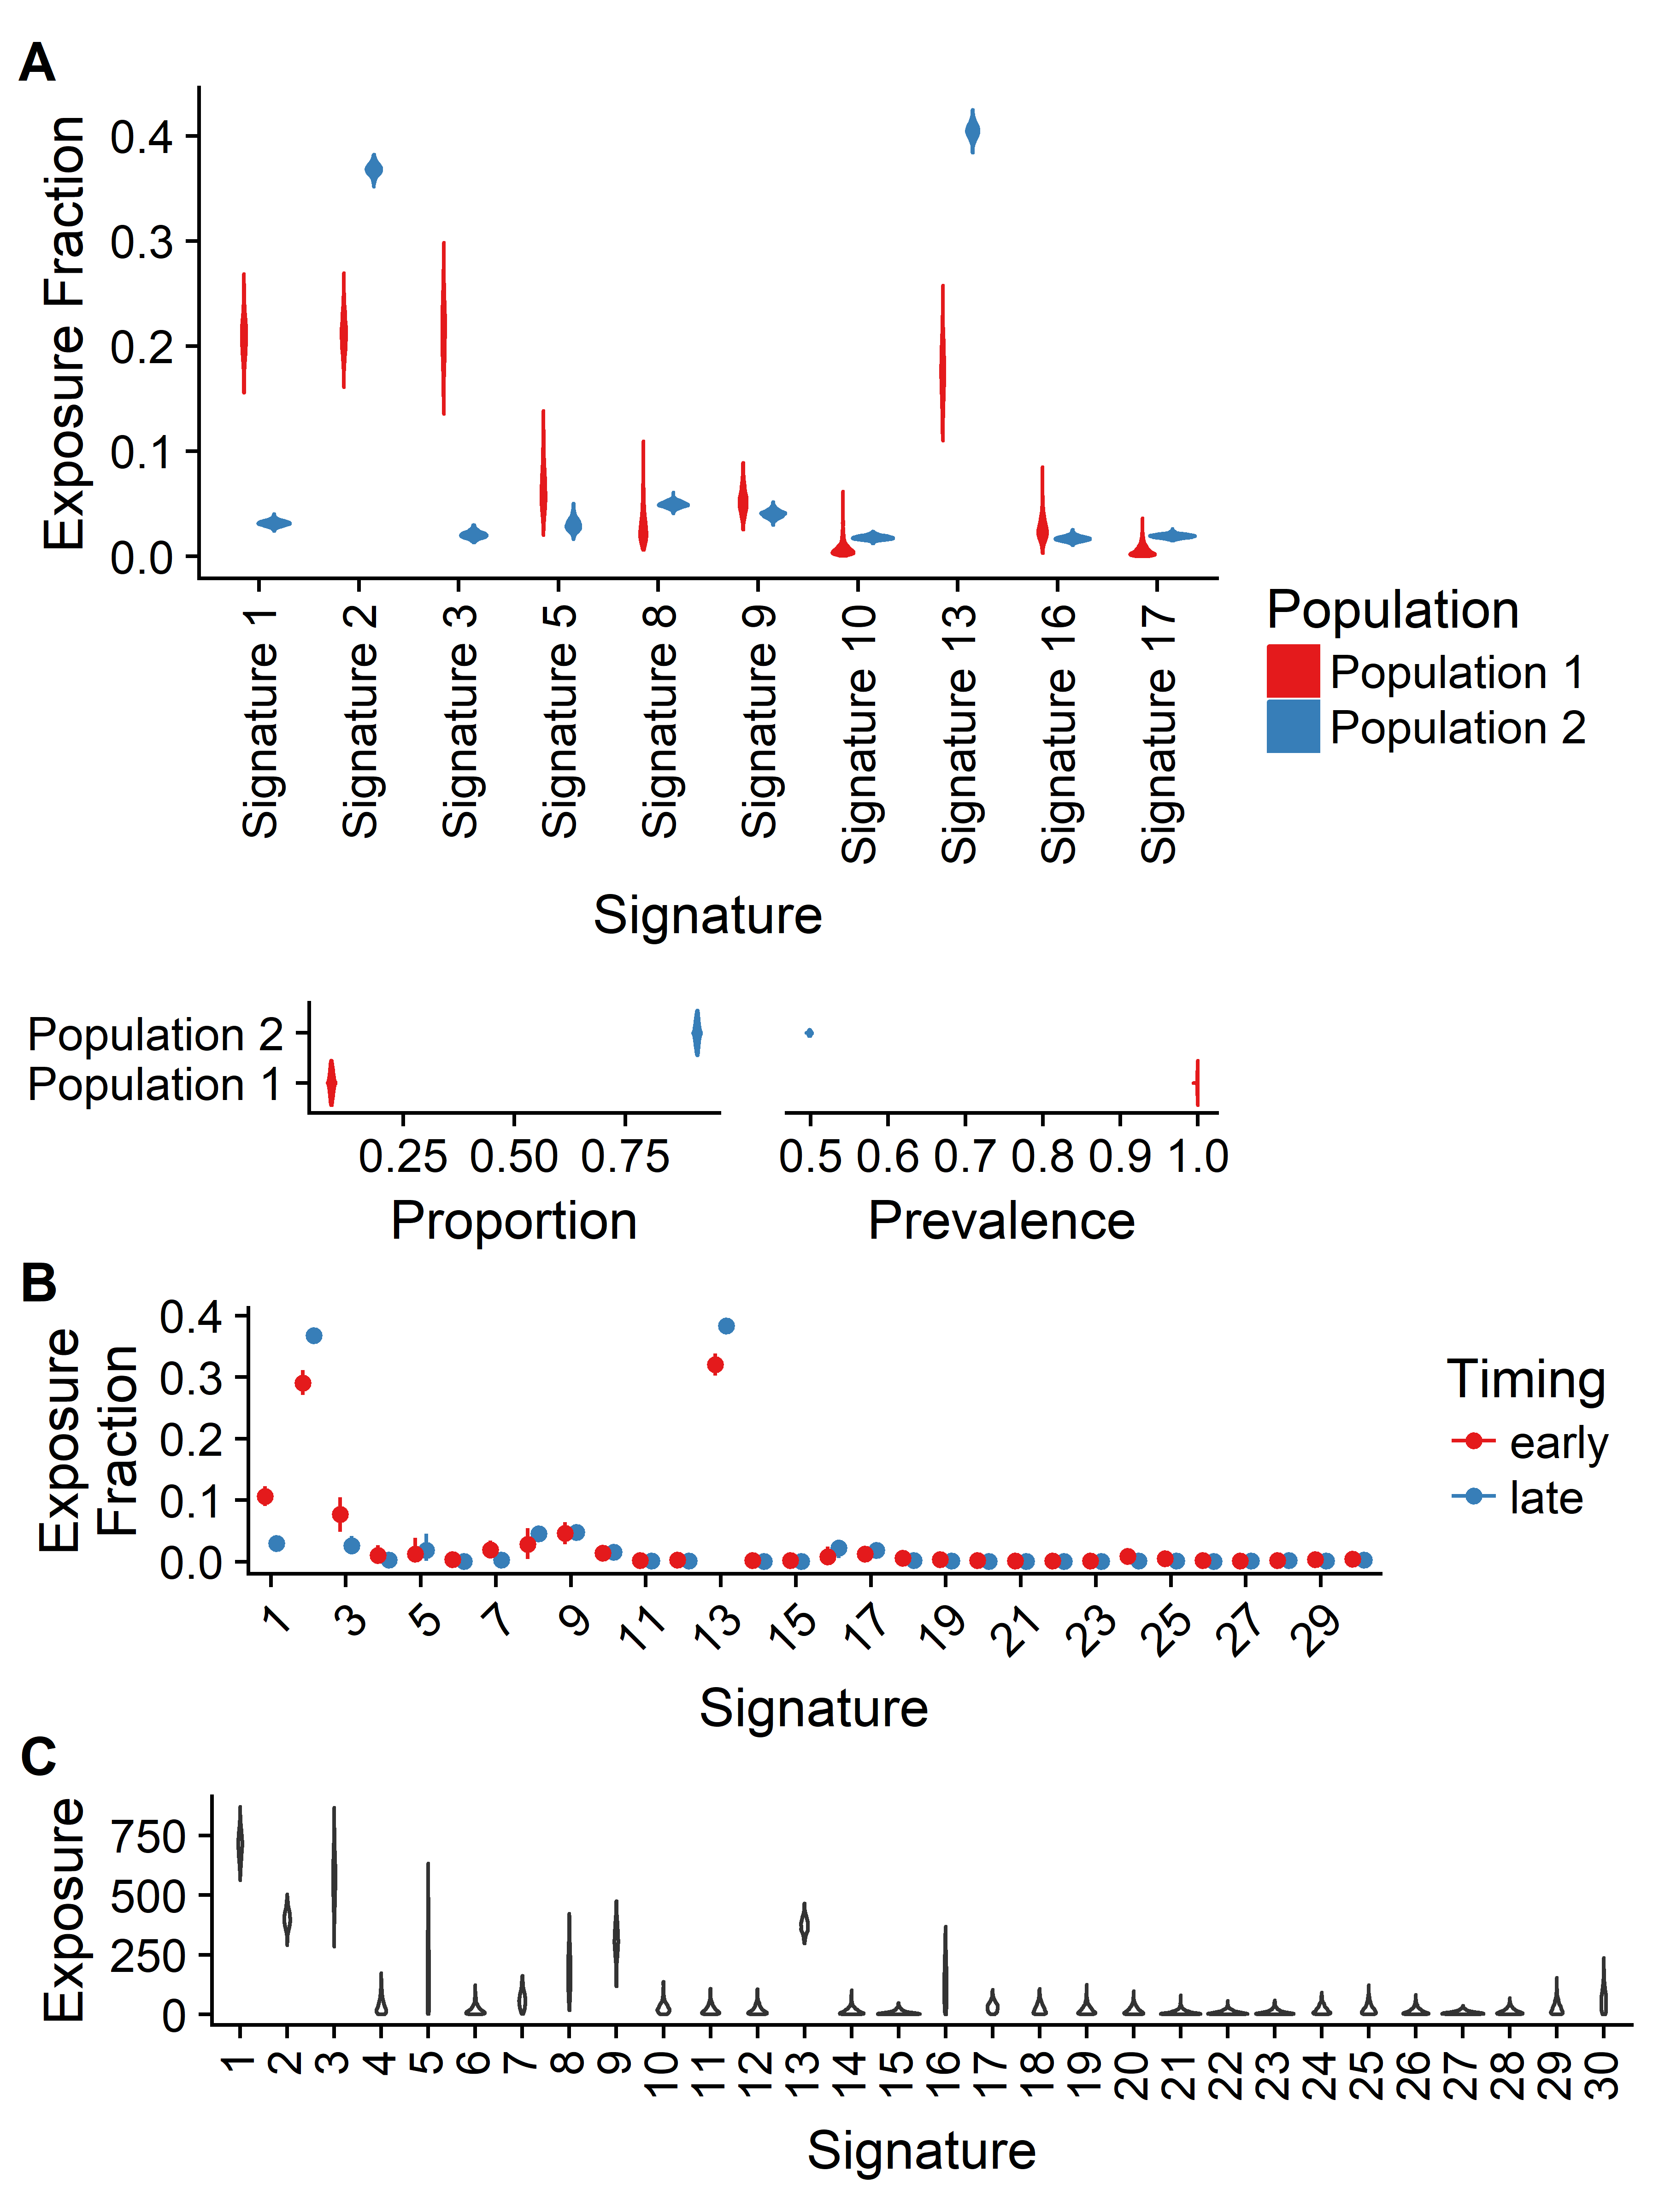 A
Exposure Fraction
0.4
0.3
0.2
0.1
0.0
Signature 1
Signature 2
Signature 3
Signature 5
Signature 8
Signature 9
Signature 10
Signature 13
Signature 16
Signature 17
Signature
Population
Population 1
Population 2
Population 2
Population 1
0.25 0.50 0.75
Proportion
0.5 0.6 0.7 0.8 0.9 1.0
Prevalence
B
Exposure
Fraction
0.4
0.3
0.2
0.1
0.0
1 3 5 7 9 11 13 15 17 19 21 23 25 27 29
Signature
Timing
early
late
C
Exposure
750
500
250
0
1 2 3 4 5 6 7 8 9 10 11 12 13 14 15 16 17 18 19 20 21 22 23 24 25 26 27 28 29 30
Signature